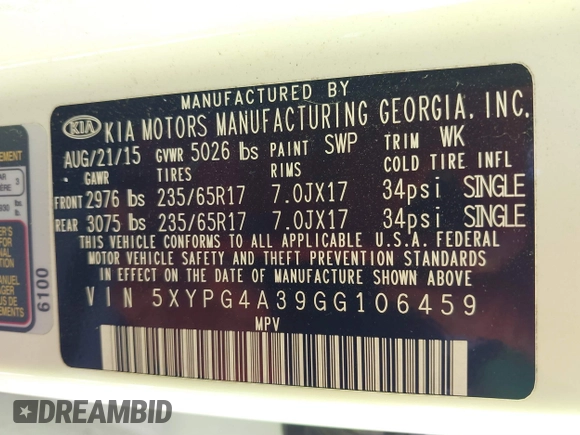 MANUFACTURED BY
KIA KIA MOTORS MANUFACTURING GEORGIA, INC.
AUG/21/15 GVWR 5026 lbs PAINT SWP TRIM WK
GAWR TIRES RIMS COLD TIRE INFL
FRONT 2976 lbs 235/65R17 7.0JX17 34psi SINGLE
REAR 3075 lbs 235/65R17 7.0JX17 34psi SINGLE
THIS VEHICLE CONFORMS TO ALL APPLICABLE U.S.A. FEDERAL
MOTOR VEHICLE SAFETY AND THEFT PREVENTION STANDARDS
IN EFFECT ON THE DATE OF MANUFACTURE SHOWN ABOVE.
VIN 5XYPG4A39GG106459
MPV
6100
DREAMBID